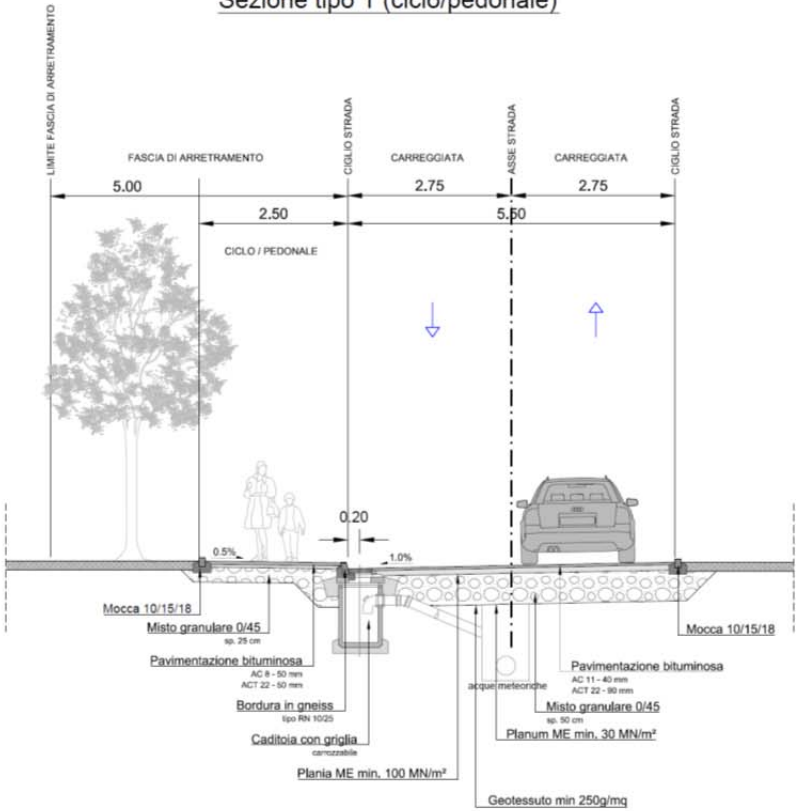 Sezione tipo 1 (ciclo/pedonale)
LIMITE FASCIA DI ARRETRAMENTO
CIGLIO STRADA
ASSE STRADA
CIGLIO STRADA
FASCIA DI ARRETRAMENTO
CARREGGIATA
CARREGGIATA
5.00
2.75
2.75
2.50
5.50
CICLO / PEDONALE
0.20
0.5%
1.0%
Mocca 10/15/18
Misto granulare 0/45
sp. 25 cm
Pavimentazione bituminosa
AC 8 - 50 mm
ACT 22 - 50 mm
Bordura in gneiss
tipo RN 10/25
Caditoia con griglia
carrozzabile
Plania ME min. 100 MN/m²
Mocca 10/15/18
acque meteoriche
Pavimentazione bituminosa
AC 11 - 40 mm
ACT 22 - 90 mm
Misto granulare 0/45
sp. 50 cm
Planum ME min. 30 MN/m²
Geotessuto min 250g/mq